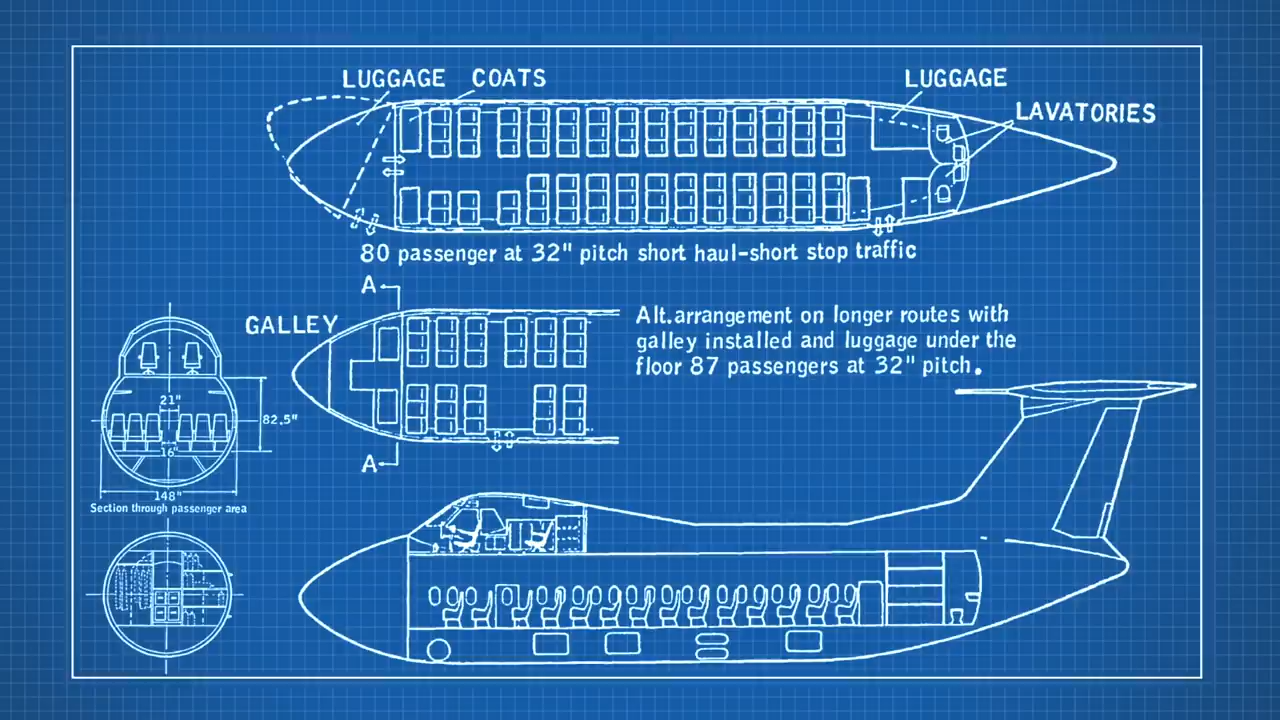 LUGGAGE COATS LUGGAGE
LAVATORIES
80 passenger at 32" pitch short haul-short stop traffic
A
GALLEY
Alt.arrangement on longer routes with
galley installed and luggage under the
floor 87 passengers at 32" pitch.
A
21"
82.5"
16"
148"
Section through passenger area